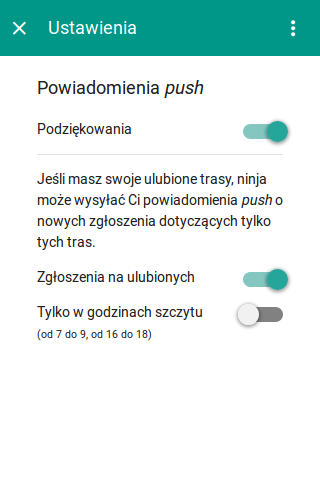 Ustawienia
Powiadomienia push
Podziękowania
Jeśli masz swoje ulubione trasy, ninja
może wysyłać Ci powiadomienia push o
nowych zgłoszenia dotyczących tylko
tych tras.
Zgłoszenia na ulubionych
Tylko w godzinach szczytu
(od 7 do 9, od 16 do 18)